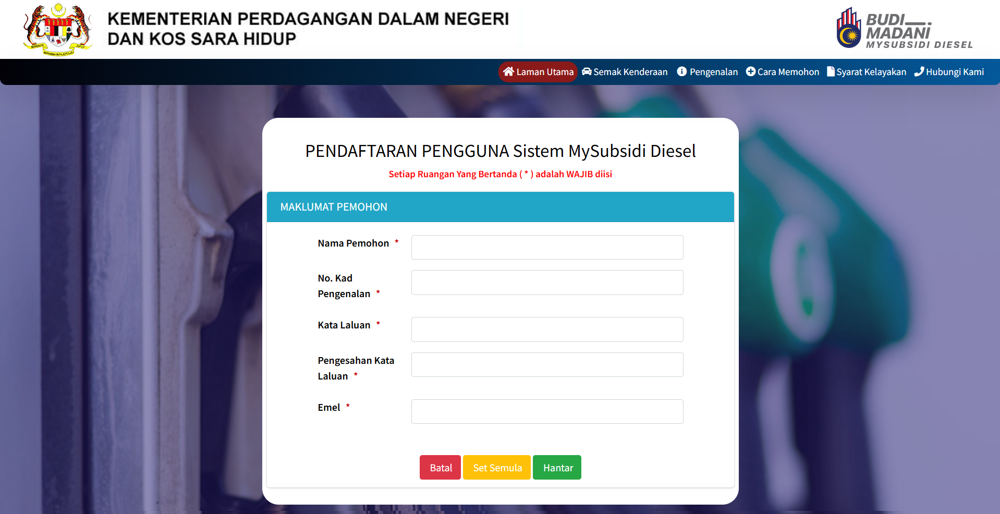 KEMENTERIAN PERDAGANGAN DALAM NEGERI
DAN KOS SARA HIDUP
BUDI
MADANI
MYSUBSIDI DIESEL
Laman Utama Semak Kenderaan Pengenalan Cara Memohon Syarat Kelayakan Hubungi Kami
PENDAFTARAN PENGGUNA Sistem MySubsidi Diesel
Setiap Ruangan Yang Bertanda ( * ) adalah WAJIB diisi
MAKLUMAT PEMOHON
Nama Pemohon *
No. Kad
Pengenalan *
Kata Laluan *
Pengesahan Kata
Laluan *
Emel *
Batal Set Semula Hantar